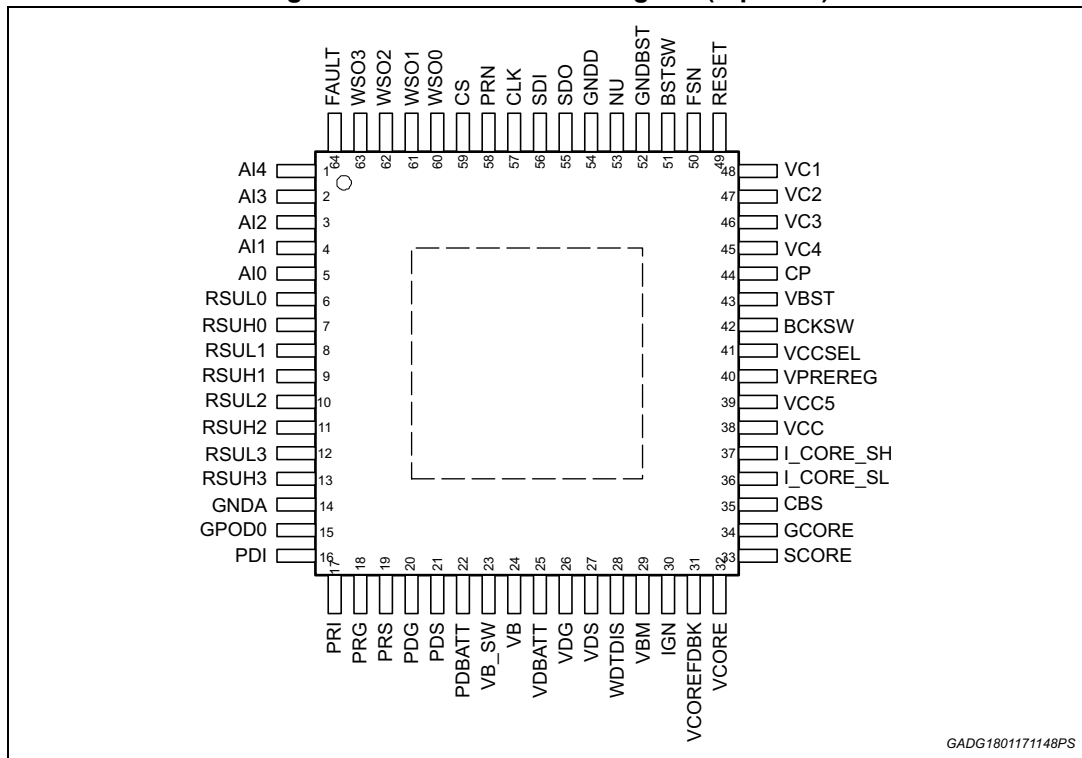 FAULT
WSO3
WSO2
WSO1
WSO0
CS
PRN
CLK
SDI
SDO
GNDD
NU
GNDBST
BSTSW
FSN
RESET
64
63
62
61
60
59
58
57
56
55
54
53
52
51
50
49
AI4 1
AI3 2
AI2 3
AI1 4
AI0 5
RSUL0 6
RSUH0 7
RSUL1 8
RSUH1 9
RSUL2 10
RSUH2 11
RSUL3 12
RSUH3 13
GNDA 14
GPOD0 15
PDI 16
48 VC1
47 VC2
46 VC3
45 VC4
44 CP
43 VBST
42 BCKSW
41 VCCSEL
40 VPREREG
39 VCC5
38 VCC
37 I_CORE_SH
36 I_CORE_SL
35 CBS
34 GCORE
33 SCORE
17
18
19
20
21
22
23
24
25
26
27
28
29
30
31
32
PRI
PRG
PRS
PDG
PDS
PDBATT
VB_SW
VB
VDBATT
VDG
VDS
WDTDIS
VBM
IGN
VCOREFDBK
VCORE
GADG1801171148PS